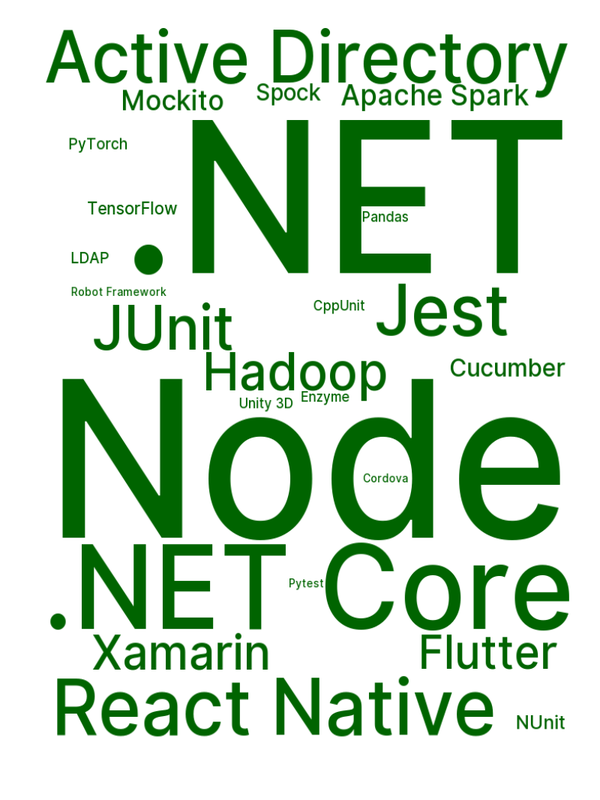 Active Directory
Mockito
Spock
Apache Spark
PyTorch
.NET
TensorFlow
Pandas
LDAP
Robot Framework
CppUnit
Jest
JUnit
Hadoop
Cucumber
Unity 3D
Enzyme
Node
Cordova
.NET Core
Pytest
Xamarin
Flutter
React Native
NUnit